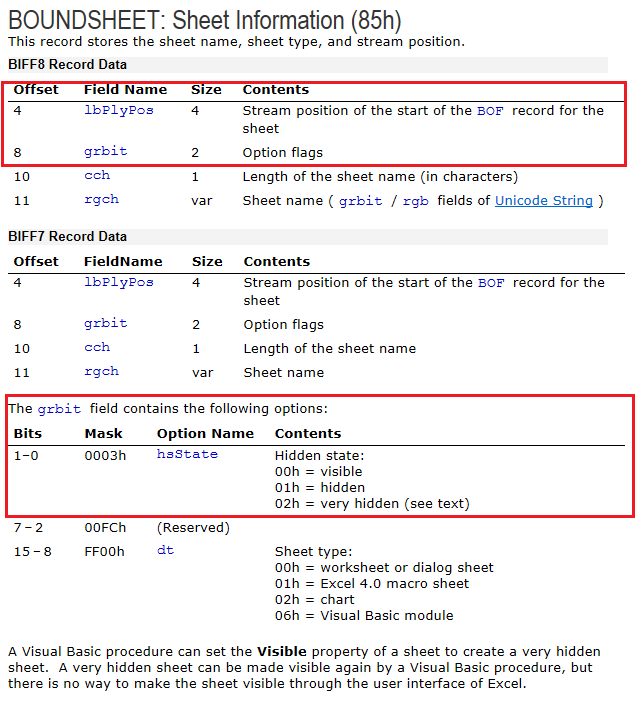 BOUNDSHEET: Sheet Information (85h)
This record stores the sheet name, sheet type, and stream position.
BIFF8 Record Data
Offset Field Name Size Contents
4 lbPlyPos 4 Stream position of the start of the BOF record for the
sheet
8 grbit 2 Option flags
10 cch 1 Length of the sheet name (in characters)
11 rgch var Sheet name ( grbit / rgb fields of Unicode String )
BIFF7 Record Data
Offset FieldName Size Contents
4 lbPlyPos 4 Stream position of the start of the BOF record for the
sheet
8 grbit 2 Option flags
10 cch 1 Length of the sheet name
11 rgch var Sheet name
The grbit field contains the following options:
Bits Mask Option Name Contents
1–0 0003h hsState Hidden state:
00h = visible
01h = hidden
02h = very hidden (see text)
7–2 00FCh (Reserved)
15–8 FF00h dt Sheet type:
00h = worksheet or dialog sheet
01h = Excel 4.0 macro sheet
02h = chart
06h = Visual Basic module
A Visual Basic procedure can set the Visible property of a sheet to create a very hidden
sheet. A very hidden sheet can be made visible again by a Visual Basic procedure, but
there is no way to make the sheet visible through the user interface of Excel.